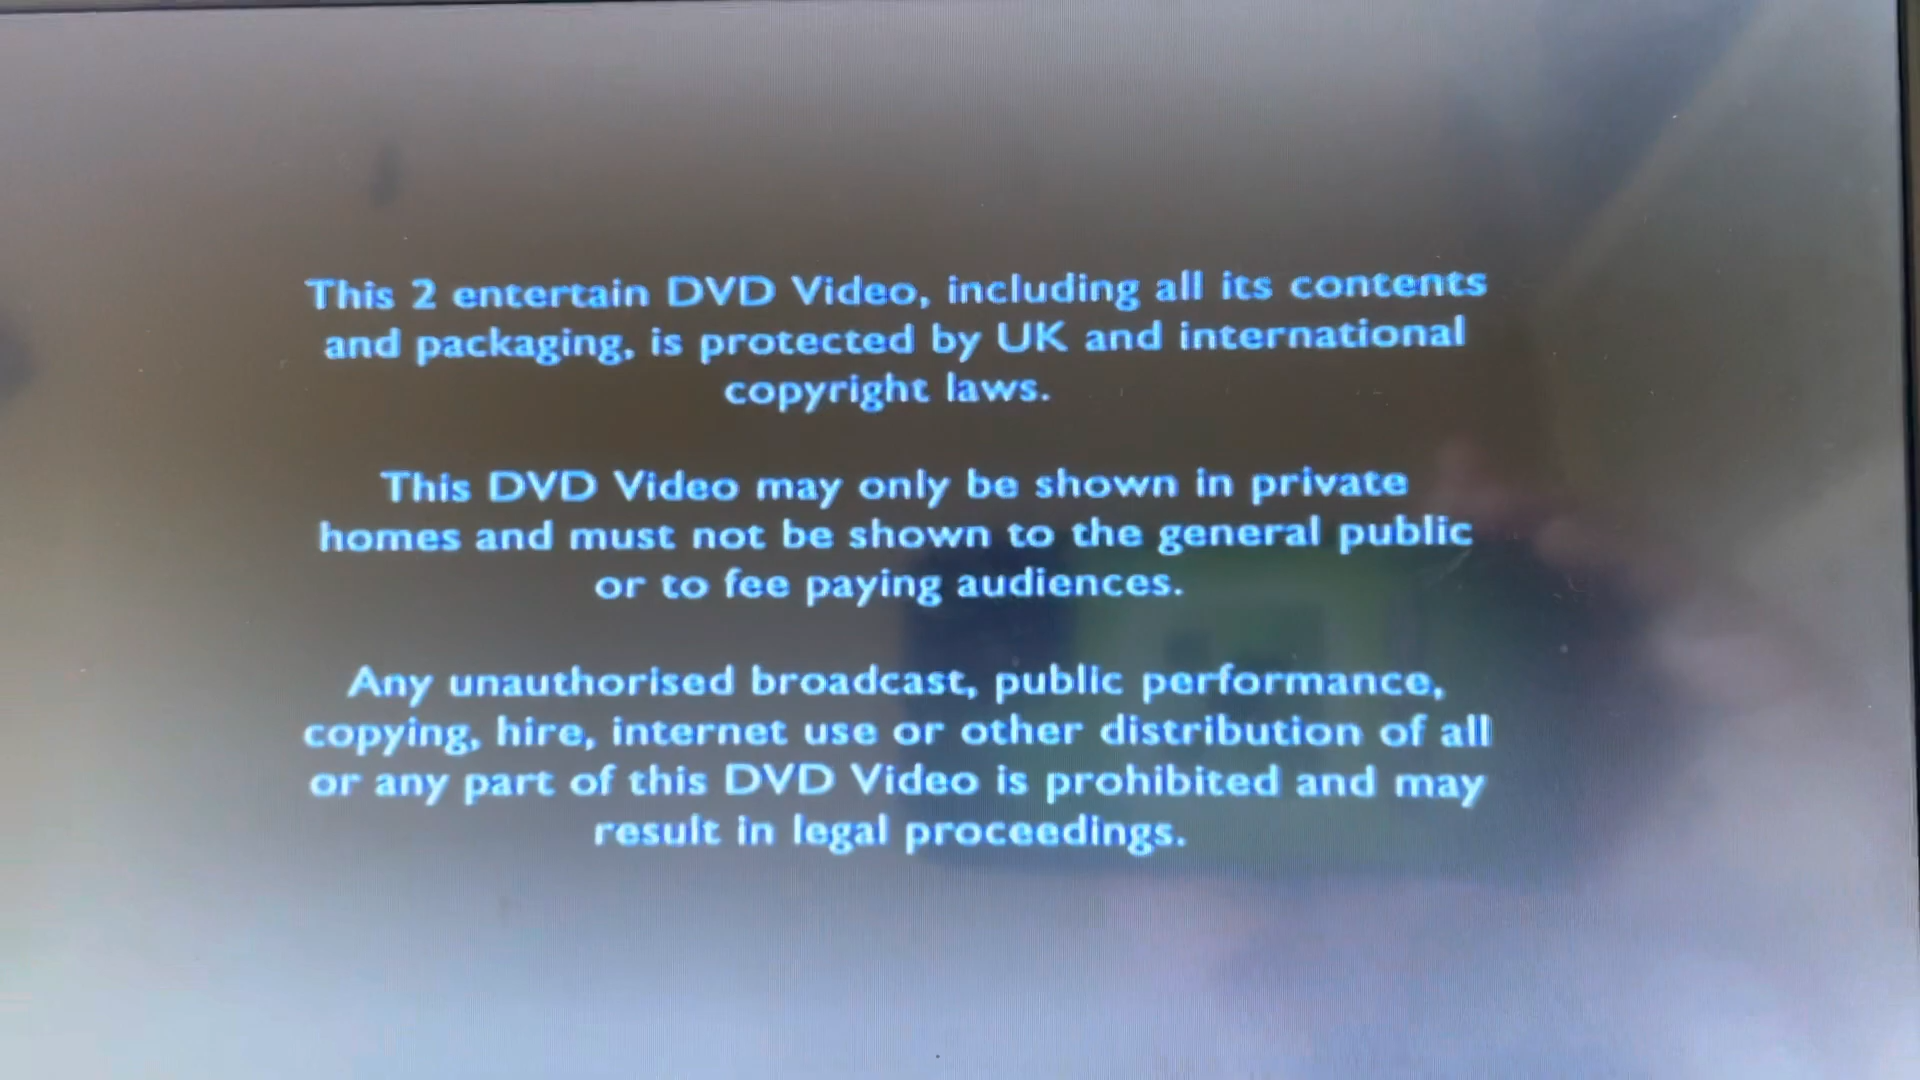 This 2 entertain DVD Video, including all its contents
and packaging, is protected by UK and international
copyright laws.
This DVD Video may only be shown in private
homes and must not be shown to the general public
or to fee paying audiences.
Any unauthorised broadcast, public performance,
copying, hire, internet use or other distribution of all
or any part of this DVD Video is prohibited and may
result in legal proceedings.